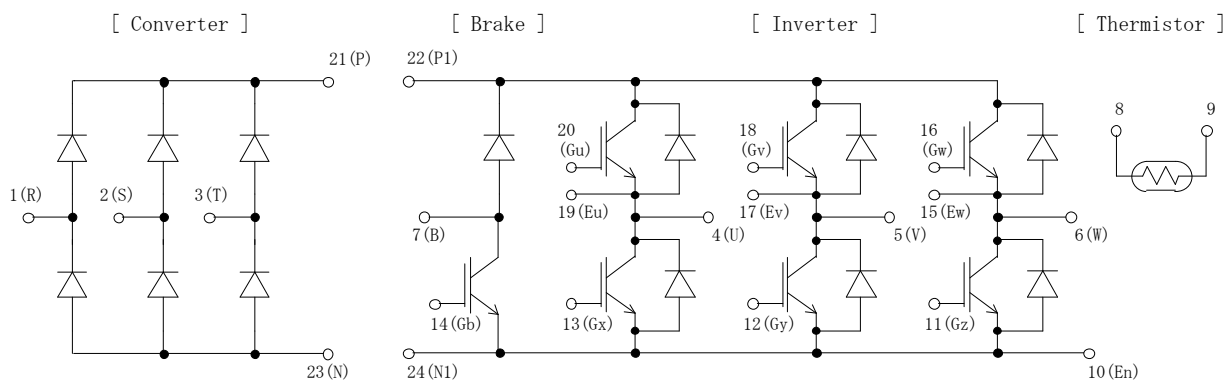 [ Converter ]
[ Brake ]
[ Inverter ]
[ Thermistor ]
21(P)
22(P1)
8
9
20
(Gu)
18
(Gv)
16
(Gw)
1(R)
2(S)
3(T)
19(Eu)
17(Ev)
15(Ew)
7(B)
4(U)
5(V)
6(W)
14(Gb)
13(Gx)
12(Gy)
11(Gz)
23(N)
24(N1)
10(En)